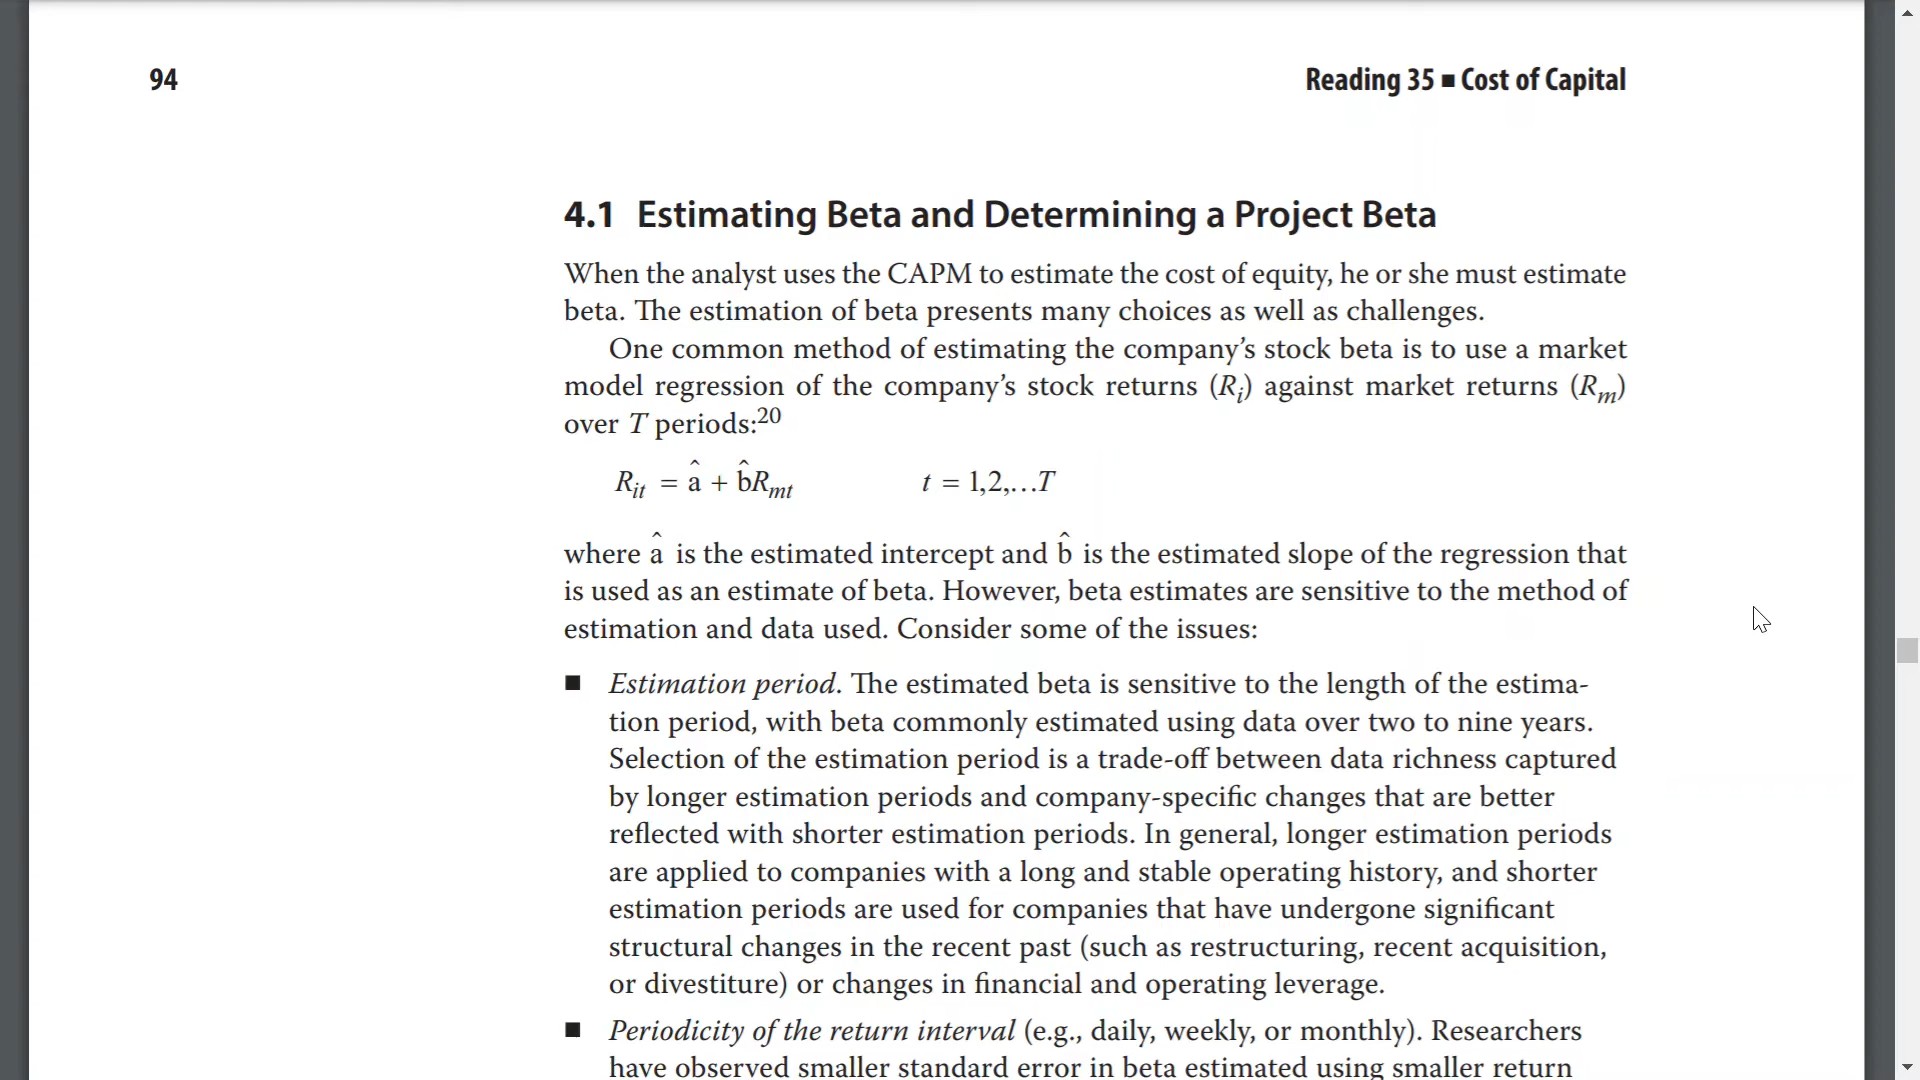 94
Reading 35 ■ Cost of Capital
4.1 Estimating Beta and Determining a Project Beta
When the analyst uses the CAPM to estimate the cost of equity, he or she must estimate
beta. The estimation of beta presents many choices as well as challenges.
One common method of estimating the company’s stock beta is to use a market
model regression of the company’s stock returns (Ri) against market returns (Rm)
over T periods:20
Rit = â + b̂Rmt t = 1,2,…T
where â is the estimated intercept and b̂ is the estimated slope of the regression that
is used as an estimate of beta. However, beta estimates are sensitive to the method of
estimation and data used. Consider some of the issues:
■ Estimation period. The estimated beta is sensitive to the length of the estima-
tion period, with beta commonly estimated using data over two to nine years.
Selection of the estimation period is a trade-off between data richness captured
by longer estimation periods and company-specific changes that are better
reflected with shorter estimation periods. In general, longer estimation periods
are applied to companies with a long and stable operating history, and shorter
estimation periods are used for companies that have undergone significant
structural changes in the recent past (such as restructuring, recent acquisition,
or divestiture) or changes in financial and operating leverage.
■ Periodicity of the return interval (e.g., daily, weekly, or monthly). Researchers
have observed smaller standard error in beta estimated using smaller return